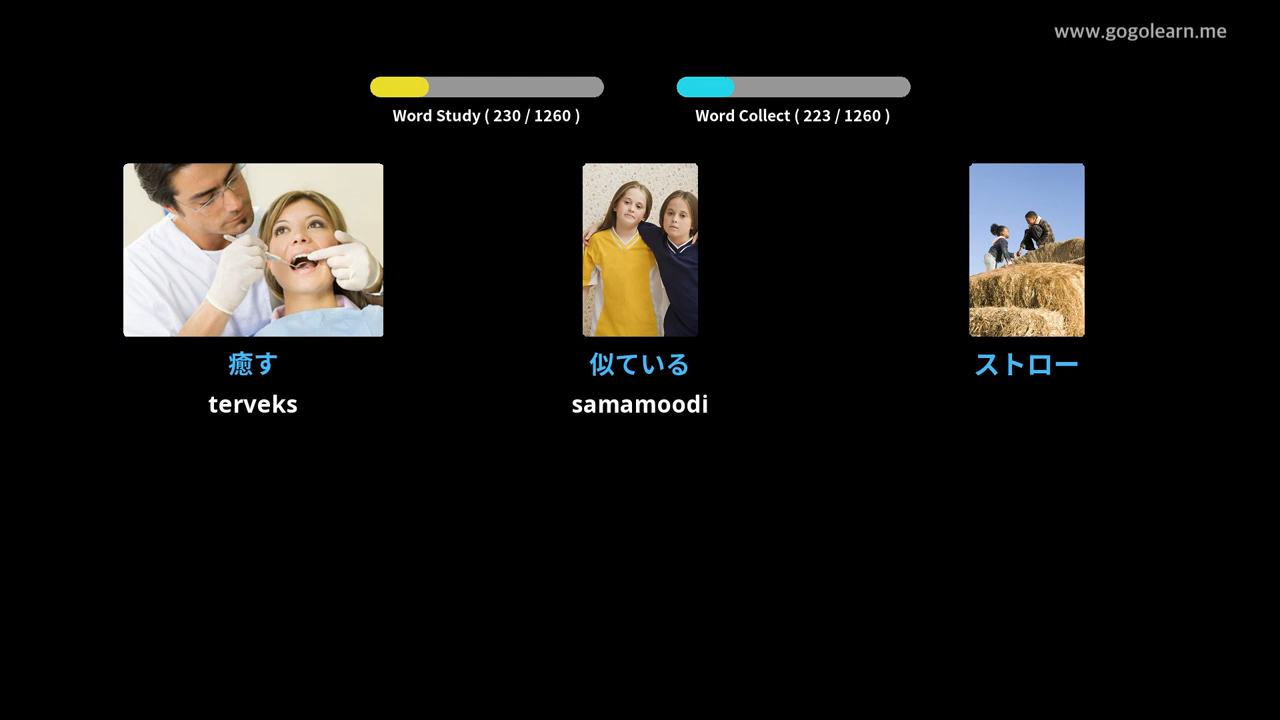 www.gogolearn.me
Word Study ( 230 / 1260 )
Word Collect ( 223 / 1260 )
癒す
terveks
似ている
samamoodi
ストロー